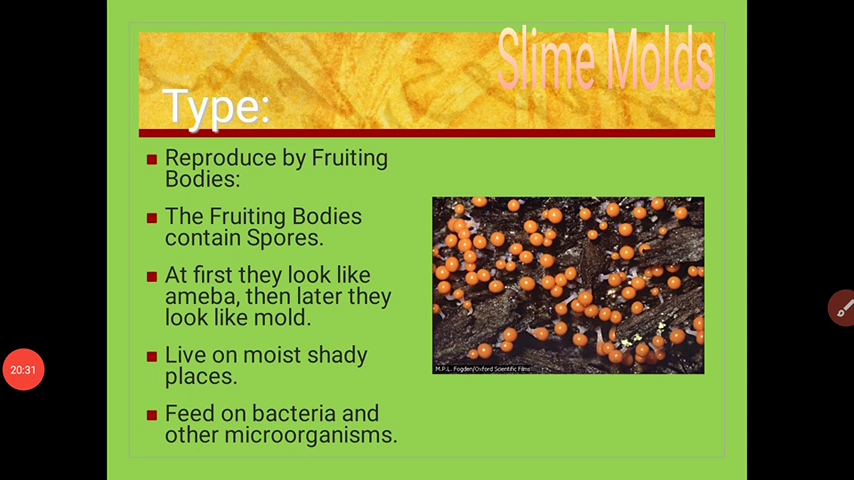 Slime Molds
Type:
Reproduce by Fruiting
Bodies:
The Fruiting Bodies
contain Spores.
At first they look like
ameba, then later they
look like mold.
Live on moist shady
places.
Feed on bacteria and
other microorganisms.
M.P.L. Fogden/Oxford Scientific Films
20:31